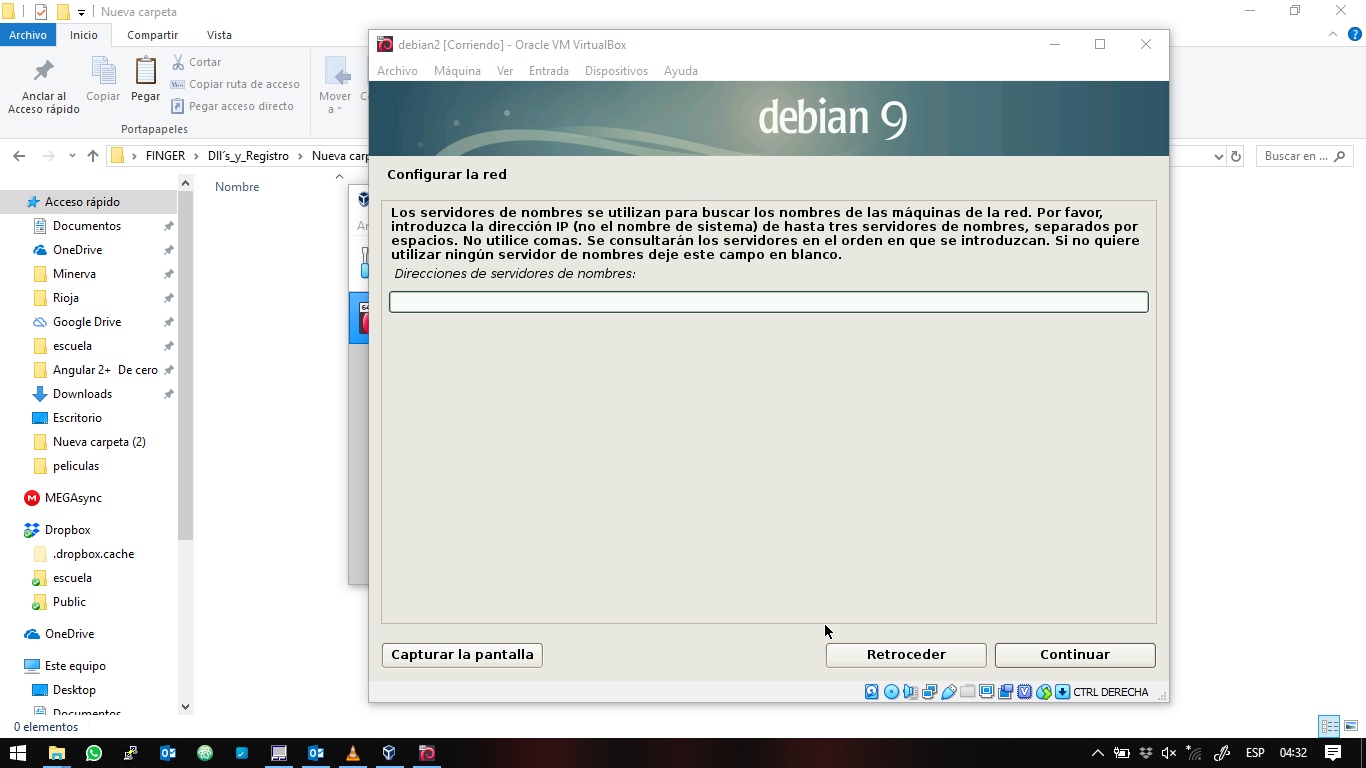 Nueva carpeta
Archivo
Inicio
Compartir
Vista
Anclar al
Acceso rápido
Copiar
Pegar
Cortar
Copiar ruta de acceso
Pegar acceso directo
Mover
a
Portapapeles
FINGER
Dll´s_y_Registro
Nueva carp
Buscar en ...
Nombre
Acceso rápido
Documentos
OneDrive
Minerva
Rioja
Google Drive
escuela
Angular 2+ De cero
Downloads
Escritorio
Nueva carpeta (2)
peliculas
MEGAsync
Dropbox
.dropbox.cache
escuela
Public
OneDrive
Este equipo
Desktop
Documentos
0 elementos
debian2 [Corriendo] - Oracle VM VirtualBox
Archivo Máquina Ver Entrada Dispositivos Ayuda
debian 9
Configurar la red
Los servidores de nombres se utilizan para buscar los nombres de las máquinas de la red. Por favor,
introduzca la dirección IP (no el nombre de sistema) de hasta tres servidores de nombres, separados por
espacios. No utilice comas. Se consultarán los servidores en el orden en que se introduzcan. Si no quiere
utilizar ningún servidor de nombres deje este campo en blanco.
Direcciones de servidores de nombres:
Capturar la pantalla
Retroceder
Continuar
CTRL DERECHA
ESP
04:32